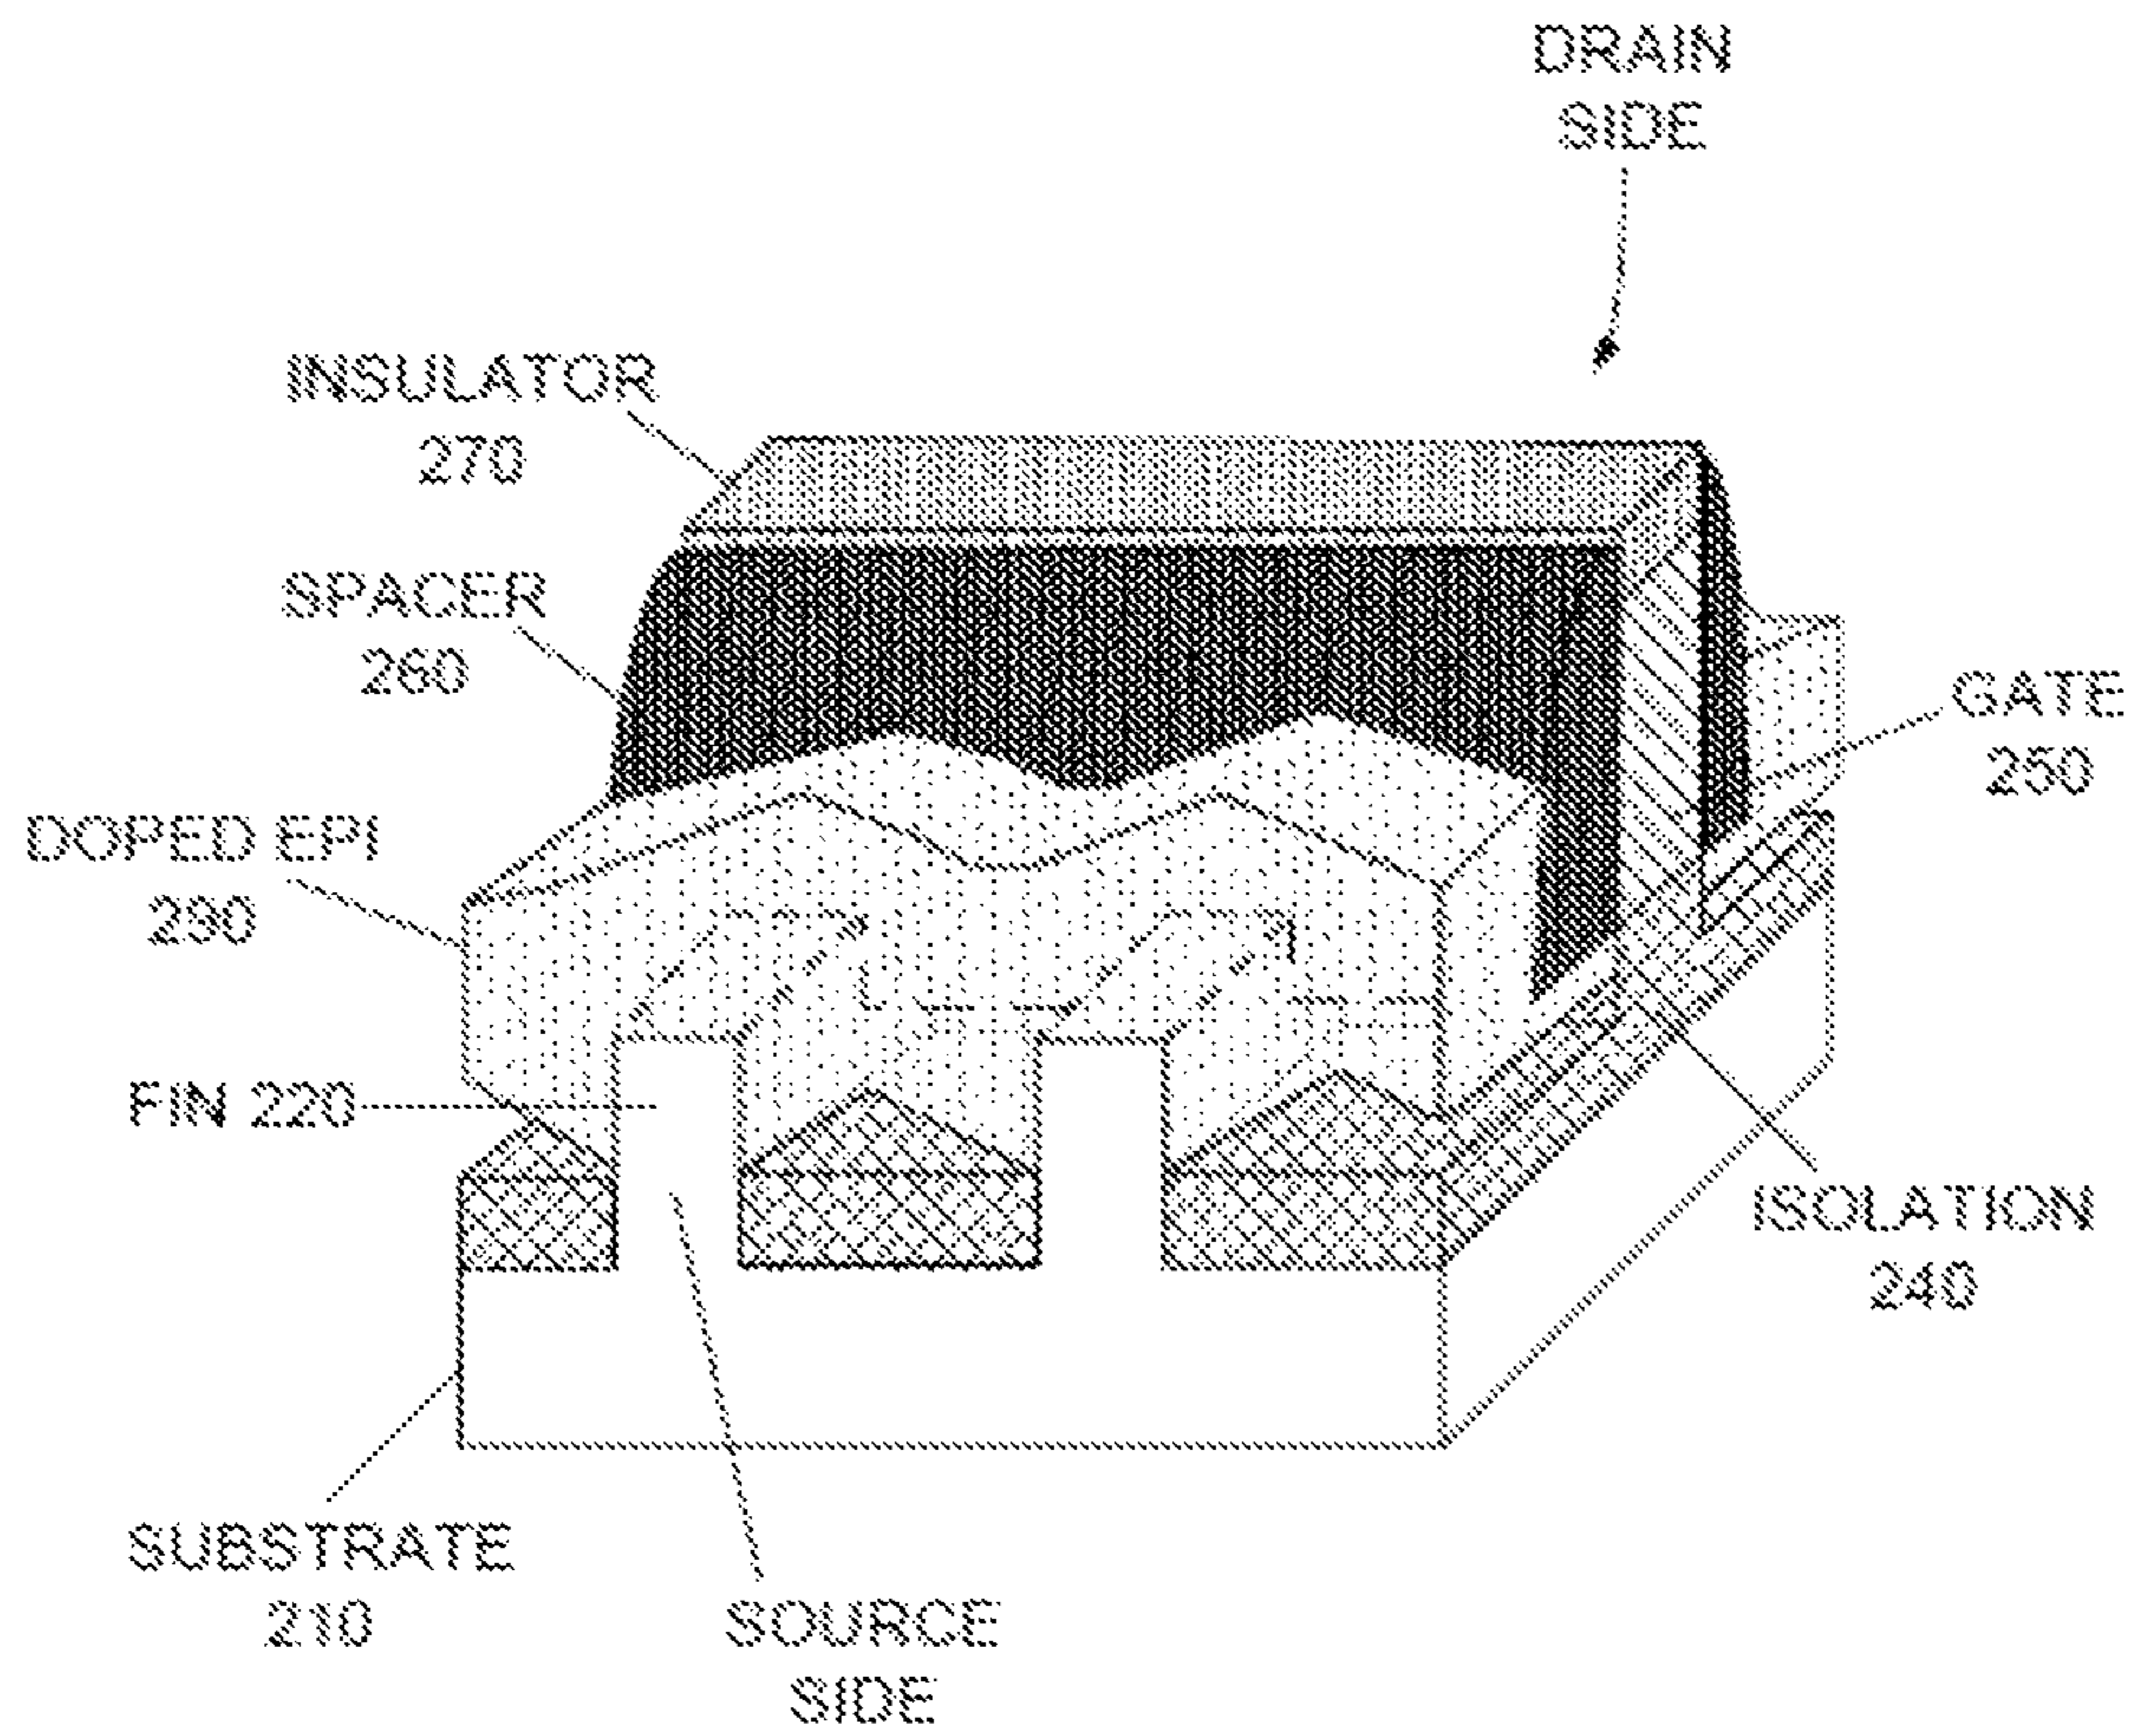 DRAIN
SIDE
INSULATOR
270
SPACER
260
GATE
250
DOPED EPI
230
FIN 220
ISOLATION
240
SUBSTRATE
210
SOURCE
SIDE